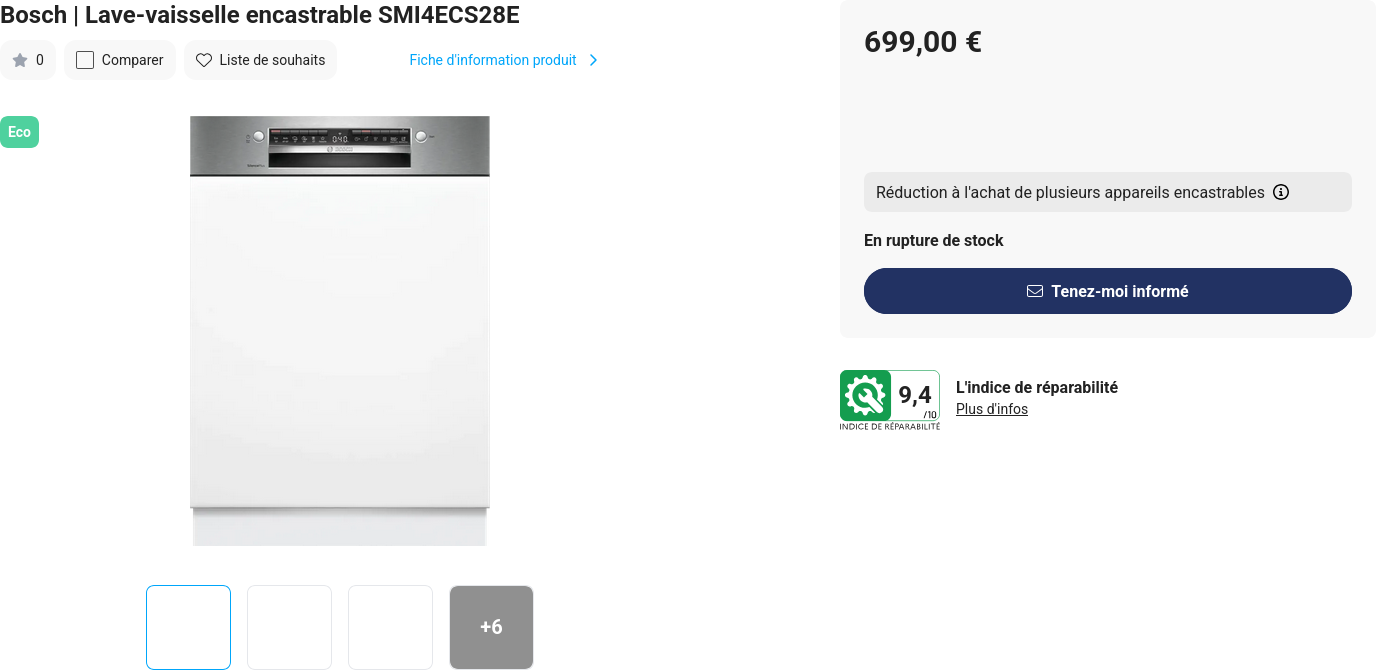 Bosch | Lave-vaisselle encastrable SMI4ECS28E
0
Comparer
Liste de souhaits
Fiche d'information produit
Eco
040
BOSCH
+6
699,00 €
Réduction à l'achat de plusieurs appareils encastrables
En rupture de stock
Tenez-moi informé
9,4
/10
INDICE DE RÉPARABILITÉ
L'indice de réparabilité
Plus d'infos